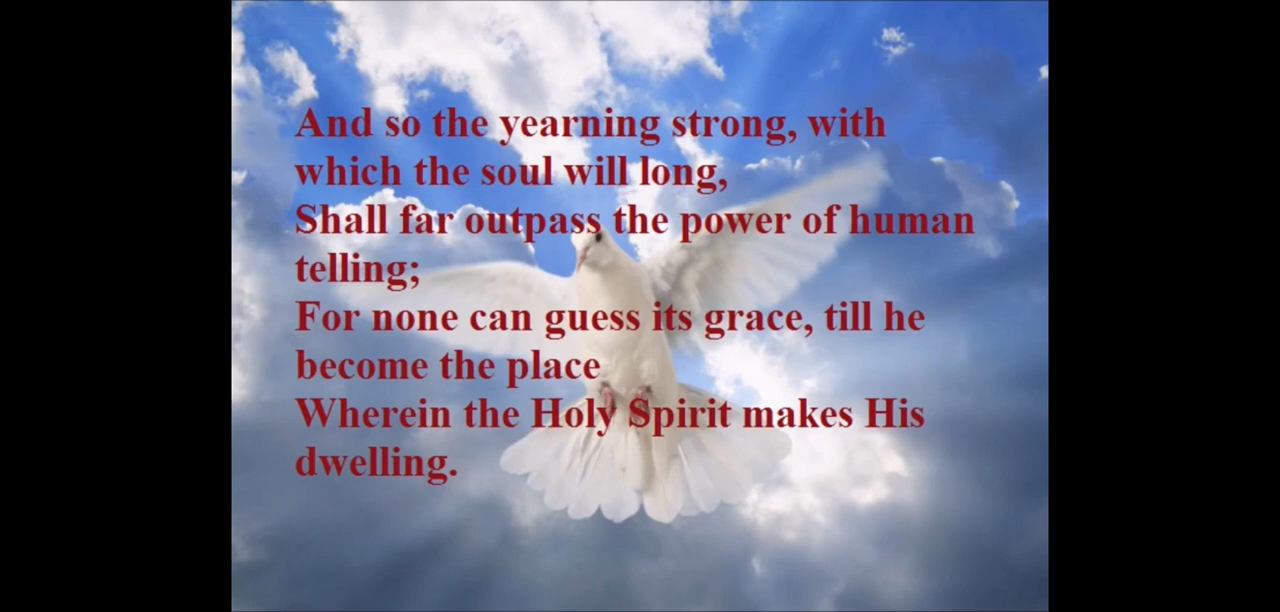 And so the yearning strong, with
which the soul will long,
Shall far outpass the power of human
telling;
For none can guess its grace, till he
become the place
Wherein the Holy Spirit makes His
dwelling.